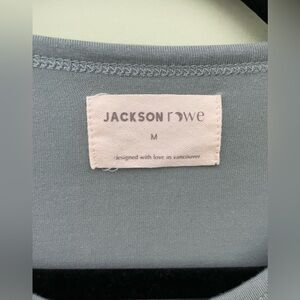 JACKSON rowe
M
designed with love in vancouver